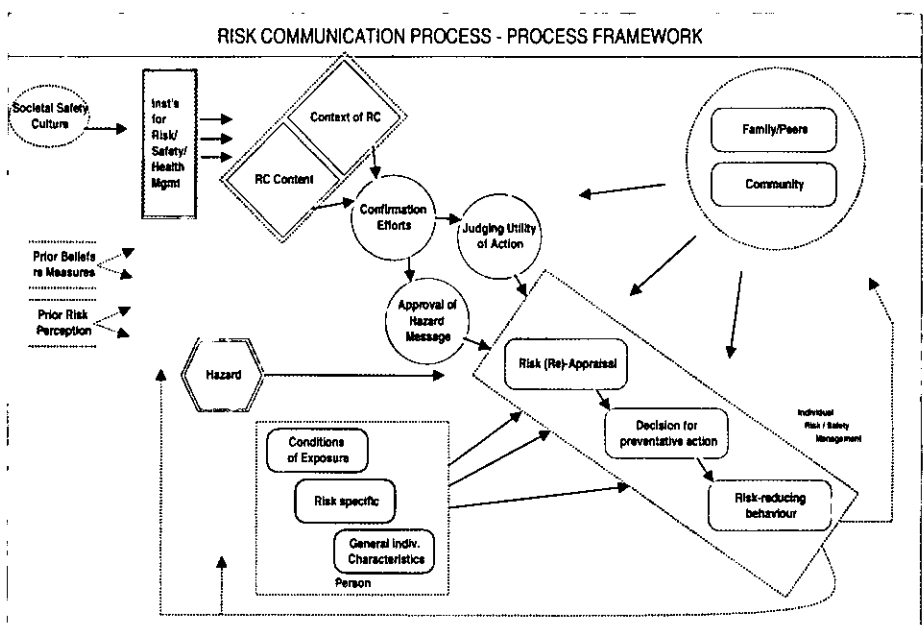 RISK COMMUNICATION PROCESS - PROCESS FRAMEWORK
Societal Safety
Culture
Inst's
for
Risk/
Safety/
Health
Mgmt
Context of RC
RC Content
Family/Peers
Community
Confirmation
Efforts
Judging Utility
of Action
Prior Beliefs
re Measures
Prior Risk
Perception
Approval of
Hazard
Message
Hazard
Risk (Re)-Appraisal
Decision for
preventative action
Risk-reducing
behaviour
Individual
Risk / Safety
Management
Conditions
of Exposure
Risk specific
General indiv.
Characteristics
Person